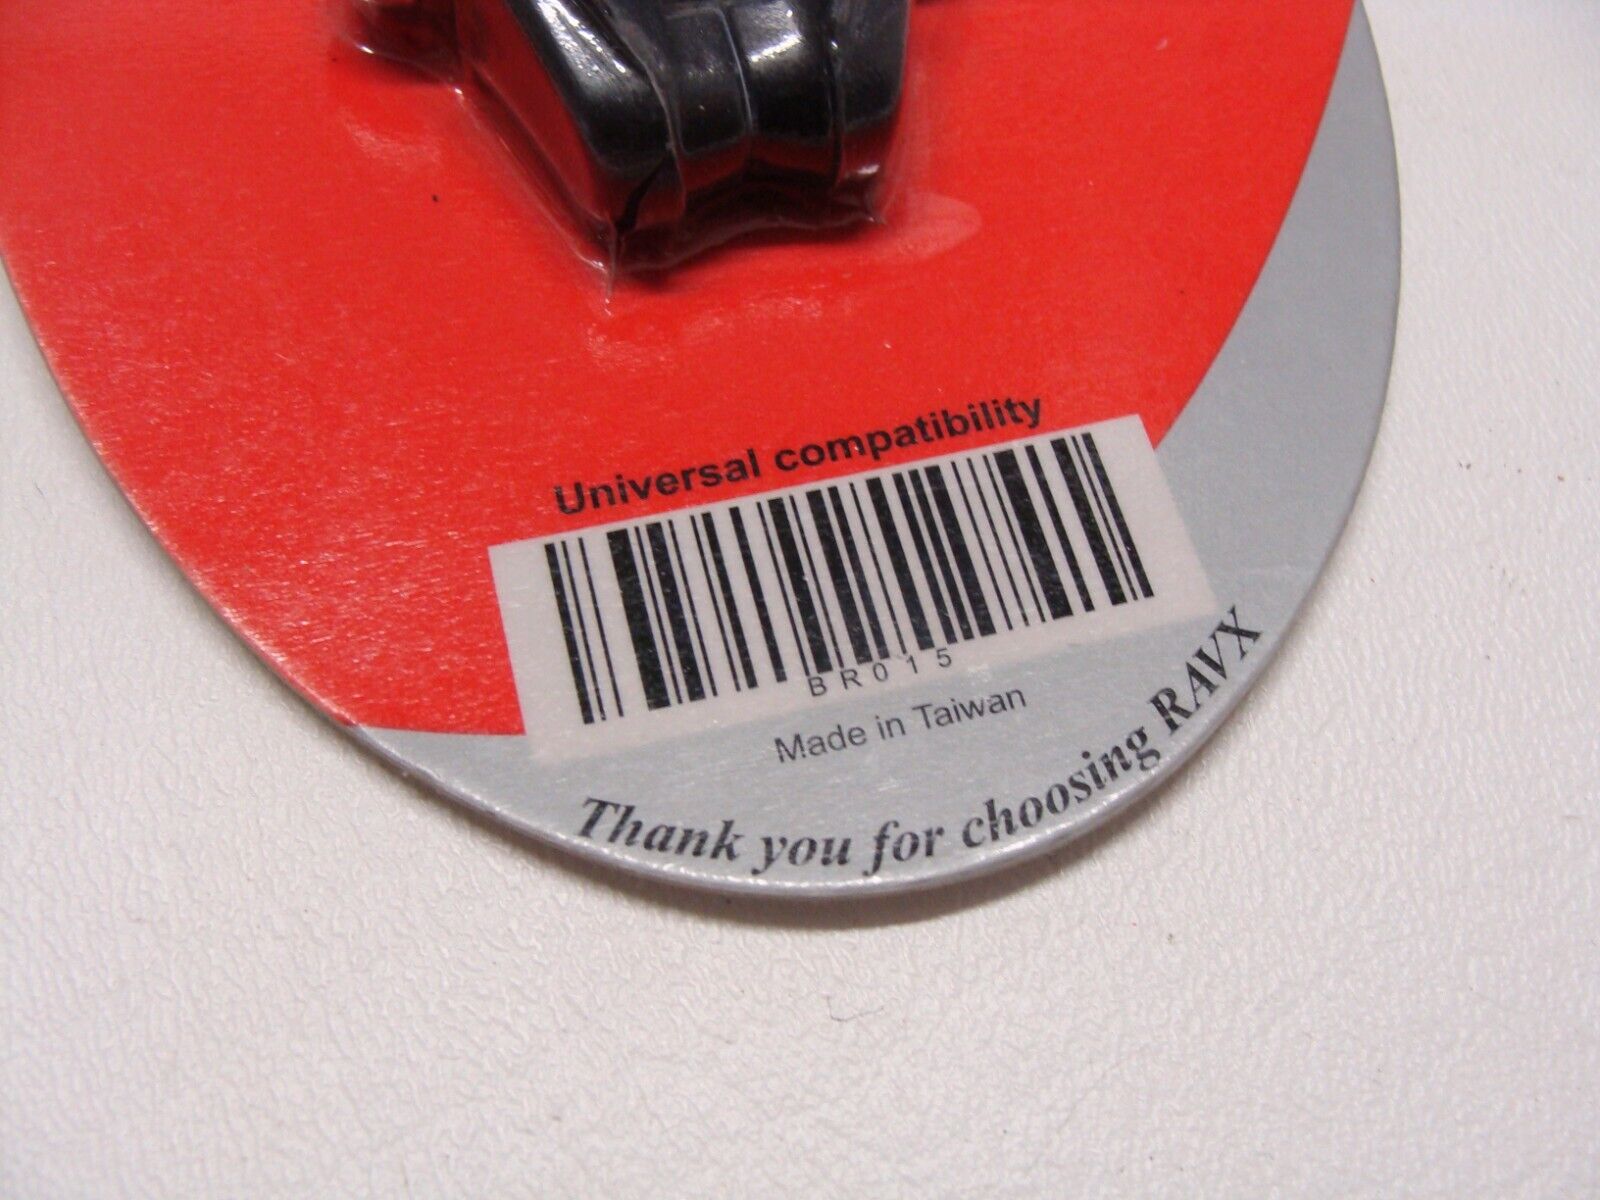 Universal compatibility
BR015
Made in Taiwan
Thank you for choosing RAVX